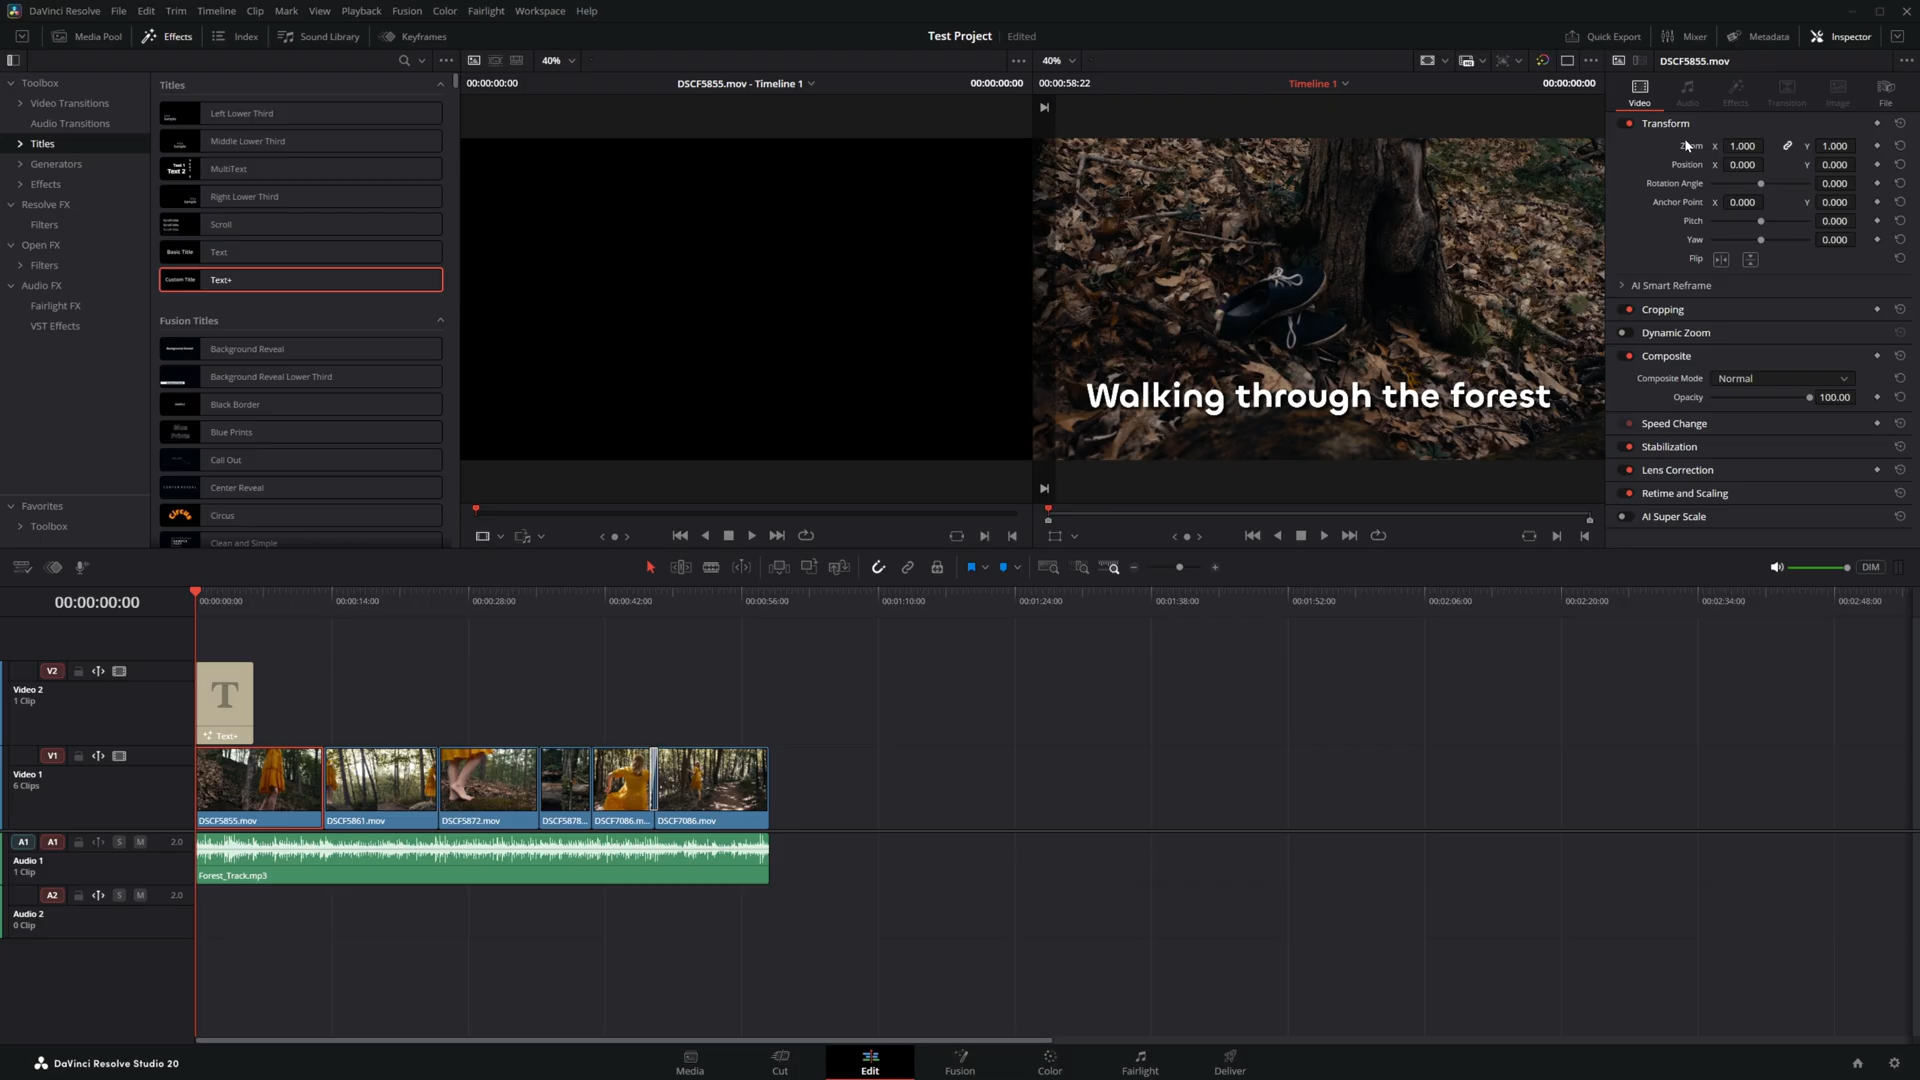 DaVinci Resolve File Edit Trim Timeline Clip Mark View Playback Fusion Color Fairlight Workspace Help
Media Pool Effects Index Sound Library Keyframes
Test Project Edited
Quick Export Mixer Metadata Inspector
40%
40%
DSCF5855.mov
00:00:00:00 DSCF5855.mov - Timeline 1 00:00:00:00
00:00:58:22 Timeline 1 00:00:00:00
Toolbox
Video Transitions
Audio Transitions
Titles
Generators
Effects
Resolve FX
Filters
Open FX
Filters
Audio FX
Fairlight FX
VST Effects
Favorites
Toolbox
Titles
Left Lower Third
Middle Lower Third
Text 1
Text 2
MultiText
Right Lower Third
Scroll
Basic Title Text
Custom Title Text+
Fusion Titles
Background Reveal
Background Reveal Lower Third
Black Border
Blue Prints
Call Out
Center Reveal
Circus
Clean and Simple
Walking through the forest
Video Audio Effects Transition Image File
Transform
Zoom X 1.000 Y 1.000
Position X 0.000 Y 0.000
Rotation Angle 0.000
Anchor Point X 0.000 Y 0.000
Pitch 0.000
Yaw 0.000
Flip
AI Smart Reframe
Cropping
Dynamic Zoom
Composite
Composite Mode Normal
Opacity 100.00
Speed Change
Stabilization
Lens Correction
Retime and Scaling
AI Super Scale
DIM
00:00:00:00
00:00:00:00 00:00:14:00 00:00:28:00 00:00:42:00 00:00:56:00 00:01:10:00 00:01:24:00 00:01:38:00 00:01:52:00 00:02:06:00 00:02:20:00 00:02:34:00 00:02:48:00
V2
Video 2
1 Clip
T
Text+
V1
Video 1
6 Clips
DSCF5855.mov DSCF5861.mov DSCF5872.mov DSCF5878... DSCF7086.m... DSCF7086.mov
A1 A1 S M 2.0
Audio 1
1 Clip
Forest_Track.mp3
A2 S M 2.0
Audio 2
0 Clip
DaVinci Resolve Studio 20
Media Cut Edit Fusion Color Fairlight Deliver